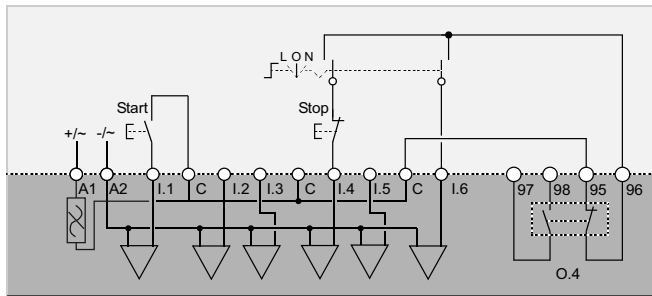 L O N
Start
Stop
+/~ -/~
A1 A2 I.1 C I.2 I.3 C I.4 I.5 C I.6 97 98 95 96
O.4